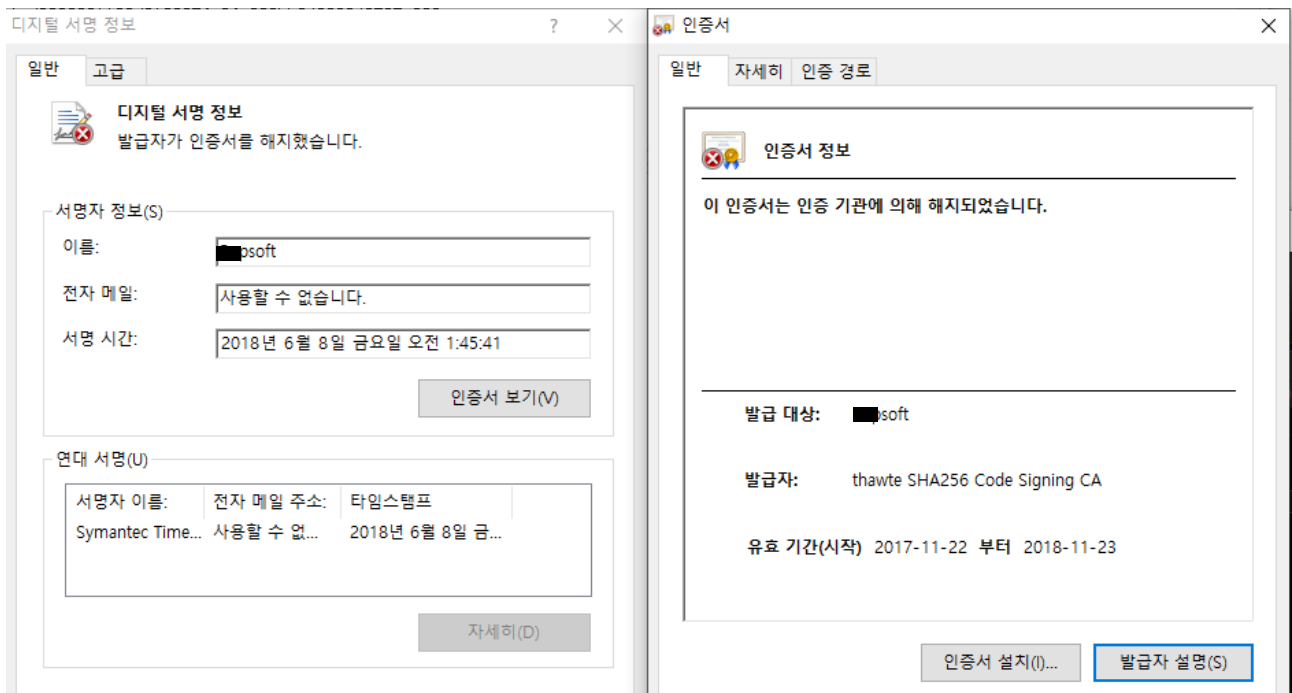 디지털 서명 정보
?
일반
고급
디지털 서명 정보
발급자가 인증서를 해지했습니다.
서명자 정보(S)
이름:
psoft
전자 메일:
사용할 수 없습니다.
서명 시간:
2018년 6월 8일 금요일 오전 1:45:41
인증서 보기(V)
연대 서명(U)
서명자 이름: 전자 메일 주소: 타임스탬프
Symantec Time... 사용할 수 없... 2018년 6월 8일 금...
자세히(D)
인증서
일반 자세히 인증 경로
인증서 정보
이 인증서는 인증 기관에 의해 해지되었습니다.
발급 대상: psoft
발급자: thawte SHA256 Code Signing CA
유효 기간(시작) 2017-11-22 부터 2018-11-23
인증서 설치(I)...
발급자 설명(S)